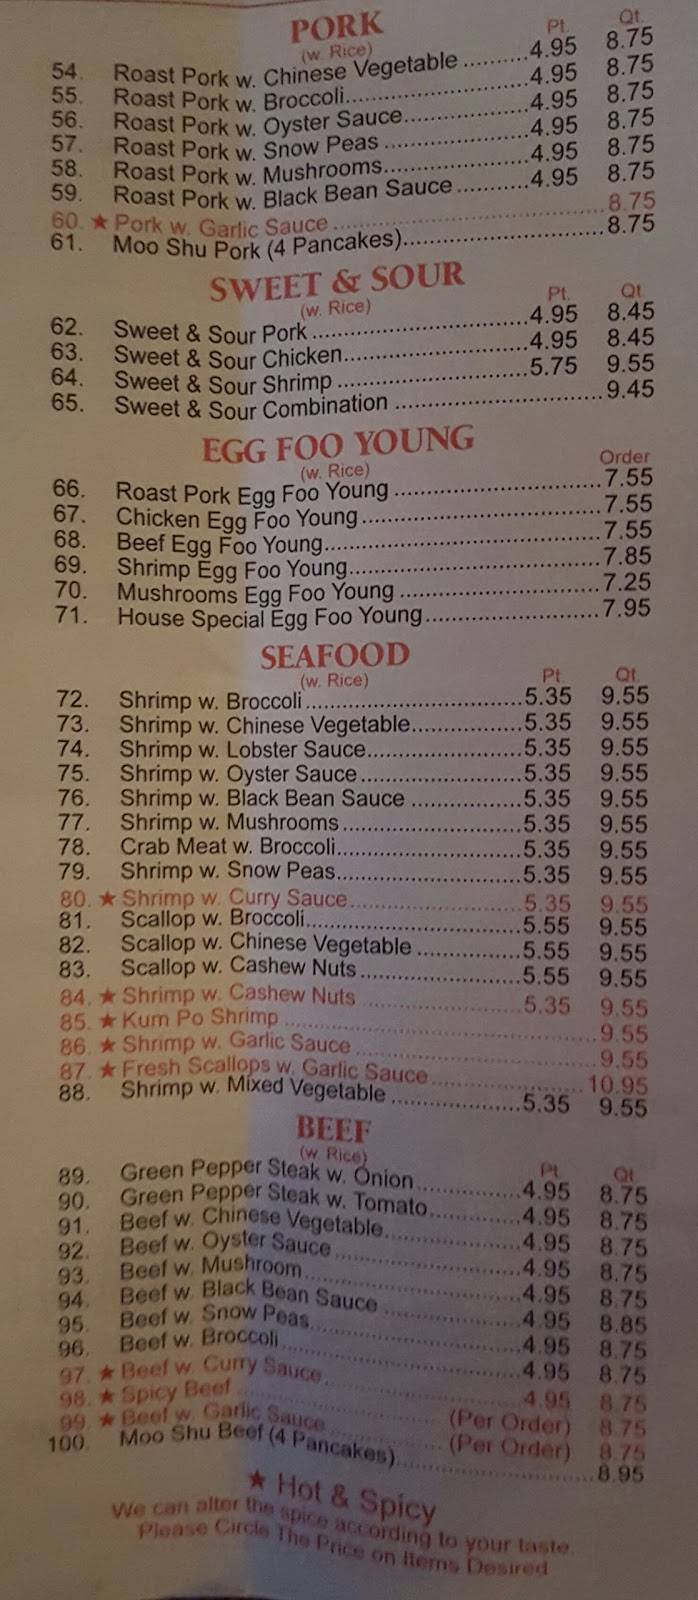 PORK
(w. Rice)
Pt. Qt.
54. Roast Pork w. Chinese Vegetable ..........4.95 8.75
55. Roast Pork w. Broccoli..........4.95 8.75
56. Roast Pork w. Oyster Sauce..........4.95 8.75
57. Roast Pork w. Snow Peas ..........4.95 8.75
58. Roast Pork w. Mushrooms..........4.95 8.75
59. Roast Pork w. Black Bean Sauce ..........4.95 8.75
60. ★ Pork w. Garlic Sauce ..........8.75
61. Moo Shu Pork (4 Pancakes)..........8.75
SWEET & SOUR
(w. Rice)
Pt. Qt.
62. Sweet & Sour Pork ..........4.95 8.45
63. Sweet & Sour Chicken..........4.95 8.45
64. Sweet & Sour Shrimp ..........5.75 9.55
65. Sweet & Sour Combination ..........9.45
EGG FOO YOUNG
(w. Rice)
Order
66. Roast Pork Egg Foo Young ..........7.55
67. Chicken Egg Foo Young..........7.55
68. Beef Egg Foo Young..........7.55
69. Shrimp Egg Foo Young..........7.85
70. Mushrooms Egg Foo Young ..........7.25
71. House Special Egg Foo Young..........7.95
SEAFOOD
(w. Rice)
Pt. Qt.
72. Shrimp w. Broccoli..........5.35 9.55
73. Shrimp w. Chinese Vegetable..........5.35 9.55
74. Shrimp w. Lobster Sauce..........5.35 9.55
75. Shrimp w. Oyster Sauce..........5.35 9.55
76. Shrimp w. Black Bean Sauce ..........5.35 9.55
77. Shrimp w. Mushrooms..........5.35 9.55
78. Crab Meat w. Broccoli..........5.35 9.55
79. Shrimp w. Snow Peas..........5.35 9.55
80. ★ Shrimp w. Curry Sauce..........5.35 9.55
81. Scallop w. Broccoli..........5.55 9.55
82. Scallop w. Chinese Vegetable ..........5.55 9.55
83. Scallop w. Cashew Nuts..........5.55 9.55
84. ★ Shrimp w. Cashew Nuts ..........5.35 9.55
85. ★ Kum Po Shrimp ..........9.55
86. ★ Shrimp w. Garlic Sauce ..........9.55
87. ★ Fresh Scallops w. Garlic Sauce..........10.95
88. Shrimp w. Mixed Vegetable ..........5.35 9.55
BEEF
(w. Rice)
Pt. Qt.
89. Green Pepper Steak w. Onion..........4.95 8.75
90. Green Pepper Steak w. Tomato..........4.95 8.75
91. Beef w. Chinese Vegetable..........4.95 8.75
92. Beef w. Oyster Sauce ..........4.95 8.75
93. Beef w. Mushroom..........4.95 8.75
94. Beef w. Black Bean Sauce ..........4.95 8.85
95. Beef w. Snow Peas..........4.95 8.75
96. Beef w. Broccoli..........4.95 8.75
97. ★ Beef w. Curry Sauce..........4.95 8.75
98. ★ Spicy Beef ..........(Per Order) 8.75
99. ★ Beef w. Garlic Sauce ..........(Per Order) 8.75
100. Moo Shu Beef (4 Pancakes)..........8.95
★ Hot & Spicy
We can alter the spice according to your taste.
Please Circle The Price on Items Desired